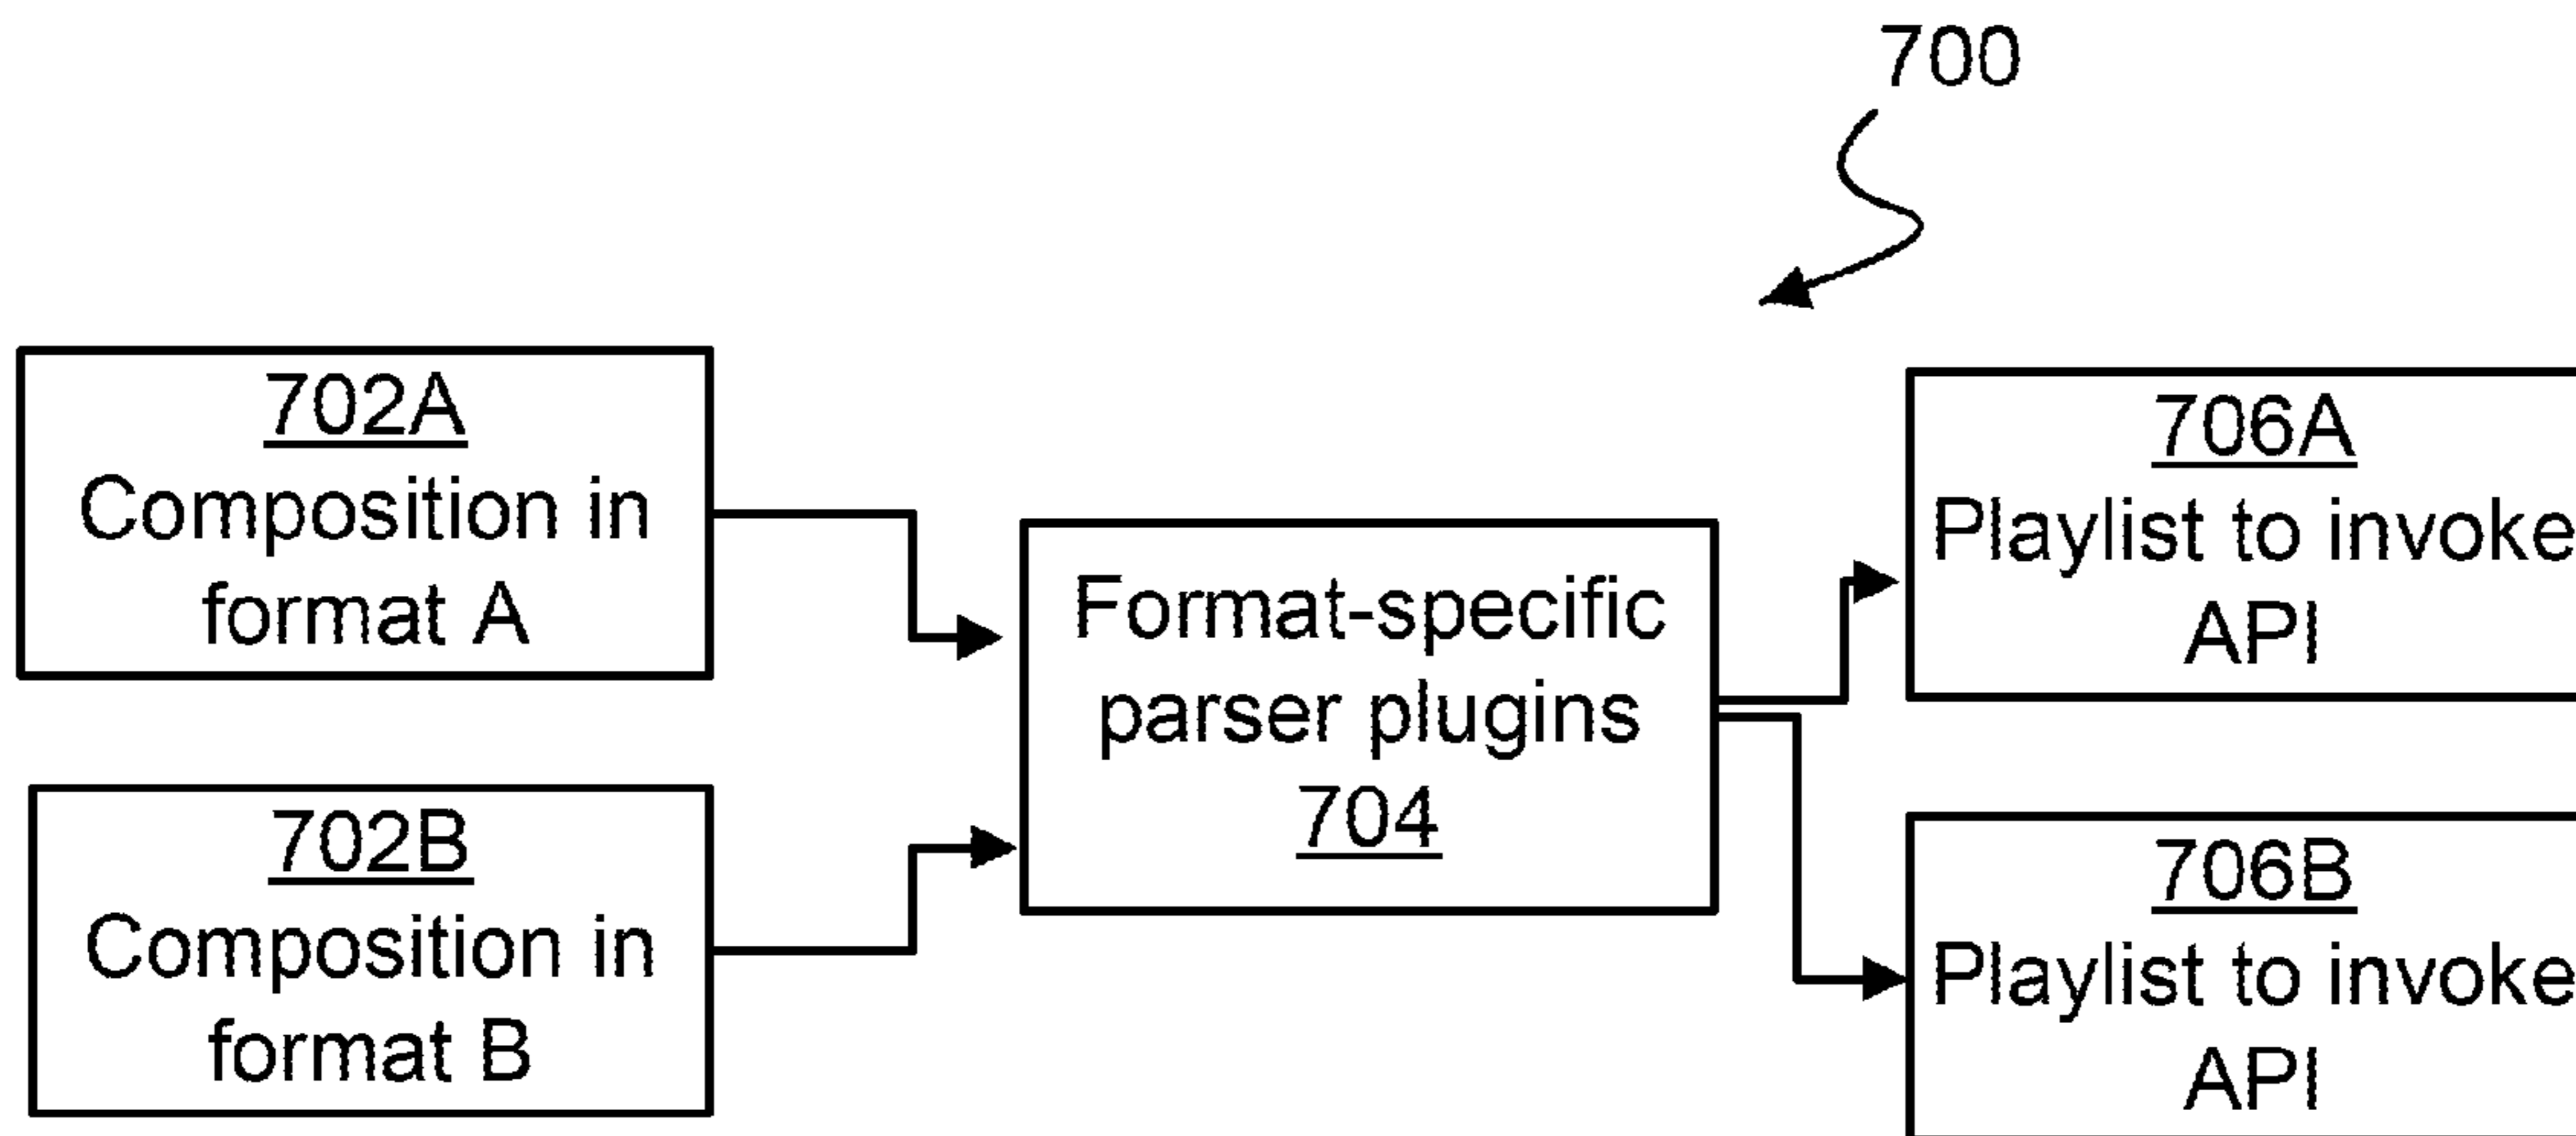 700
702A
Composition in
format A
702B
Composition in
format B
Format-specific
parser plugins
704
706A
Playlist to invoke
API
706B
Playlist to invoke
API